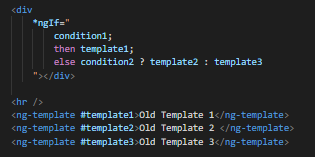 <div
*ngIf="
condition1;
then template1;
else condition2 ? template2 : template3
"></div>
<hr />
<ng-template #template1>Old Template 1</ng-template>
<ng-template #template2>Old Template 2 </ng-template>
<ng-template #template3>Old Template 3</ng-template>